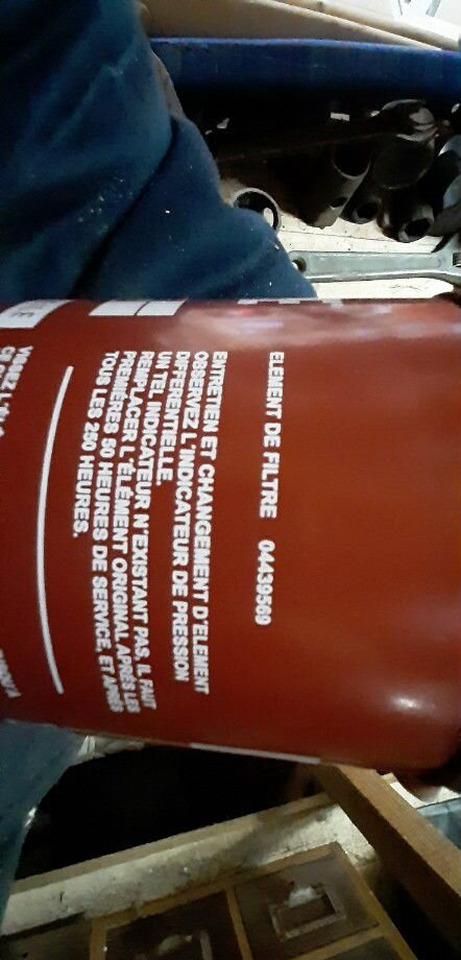 ELEMENT DE FILTRE 04439569
ENTRETIEN ET CHANGEMENT D'ELEMENT
OBSERVEZ L'INDICATEUR DE PRESSION
DIFFERENTIELLE.
UN TEL INDICATEUR N'EXISTANT PAS, IL FAUT
REMPLACER L'ÉLÉMENT ORIGINAL APRÈS LES
PREMIÈRES 50 HEURES DE SERVICE, ET APRÈS
TOUS LES 250 HEURES.